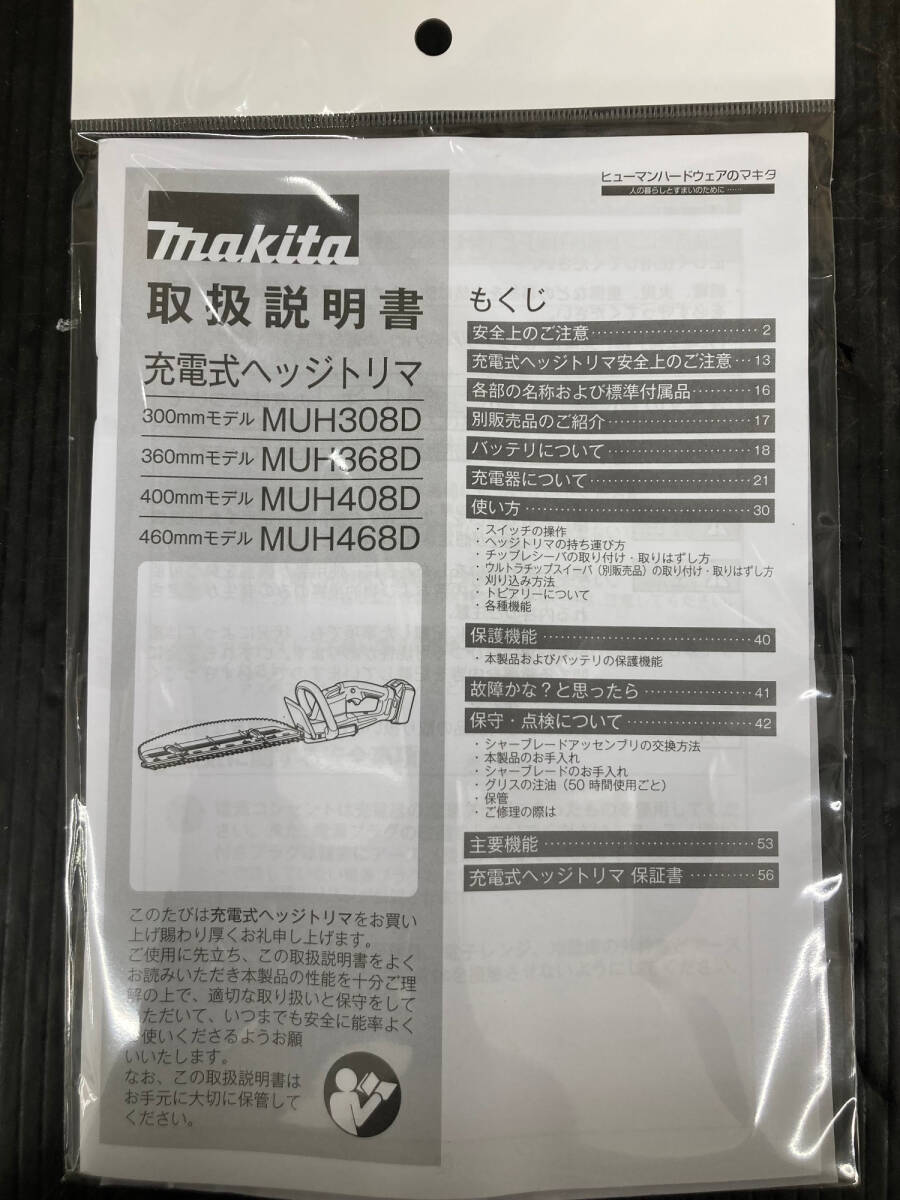 ヒューマンハードウェアのマキタ
人の暮らしとすまいのために……
makita
取扱説明書
充電式ヘッジトリマ
300mmモデル MUH308D
360mmモデル MUH368D
400mmモデル MUH408D
460mmモデル MUH468D
このたびは充電式ヘッジトリマをお買い
上げ賜わり厚くお礼申し上げます。
ご使用に先立ち、この取扱説明書をよく
お読みいただき本製品の性能を十分ご理
解の上で、適切な取り扱いと保守をして
いただいて、いつまでも安全に能率よく
お使いくださるようお願
いいたします。
なお、この取扱説明書は
お手元に大切に保管して
ください。
もくじ
安全上のご注意 2
充電式ヘッジトリマ安全上のご注意 13
各部の名称および標準付属品 16
別販売品のご紹介 17
バッテリについて 18
充電器について 21
使い方 30
・スイッチの操作
・ヘッジトリマの持ち運び方
・チップレシーバの取り付け・取りはずし方
・ウルトラチップスイーパ（別販売品）の取り付け・取りはずし方
・刈り込み方法
・トピアリーについて
・各種機能
保護機能 40
・本製品およびバッテリの保護機能
故障かな？と思ったら 41
保守・点検について 42
・シャーブレードアッセンブリの交換方法
・本製品のお手入れ
・シャーブレードのお手入れ
・グリスの注油（50 時間使用ごと）
・保管
・ご修理の際は
主要機能 53
充電式ヘッジトリマ 保証書 56